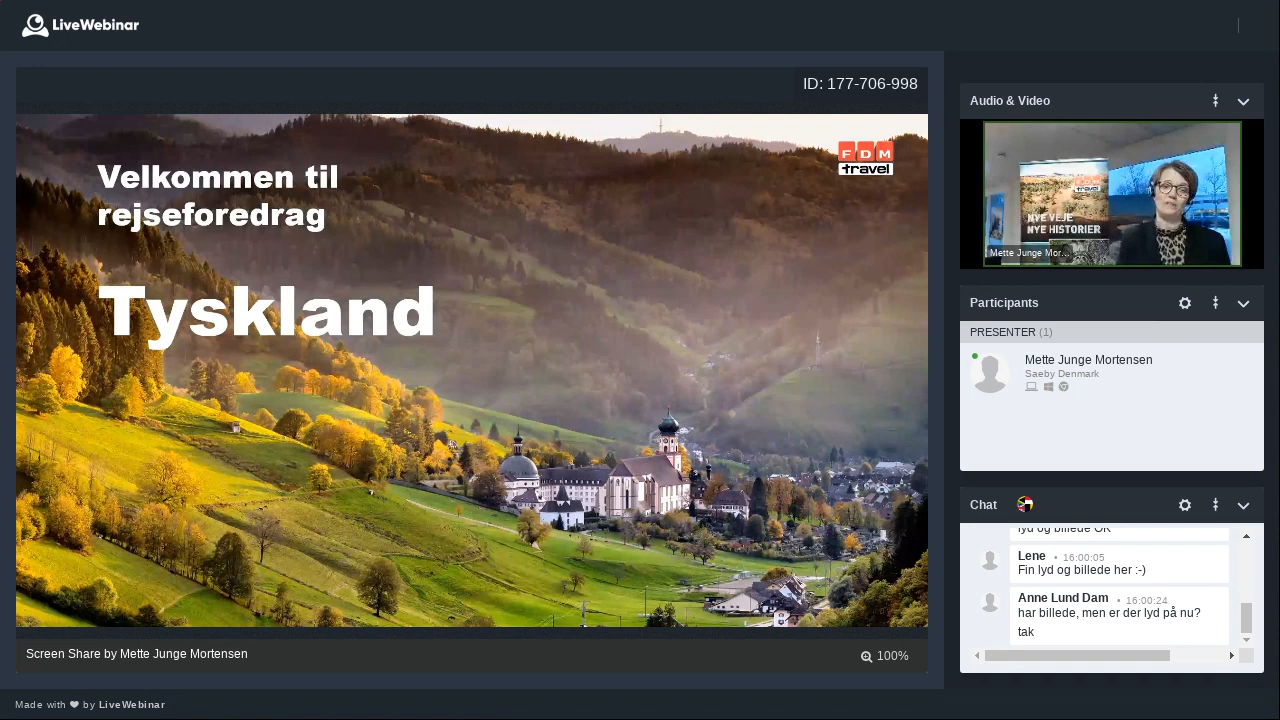 LiveWebinar
ID: 177-706-998
Velkommen til
rejseforedrag
Tyskland
FDM
travel
Screen Share by Mette Junge Mortensen
100%
Audio & Video
FDM
travel
NYE VEJE
NYE HISTORIER
Mette Junge Mor...
Participants
PRESENTER (1)
Mette Junge Mortensen
Saeby Denmark
Chat
lyd og billede OK
Lene • 16:00:05
Fin lyd og billede her :-)
Anne Lund Dam • 16:00:24
har billede, men er der lyd på nu?
tak
Made with ❤ by LiveWebinar